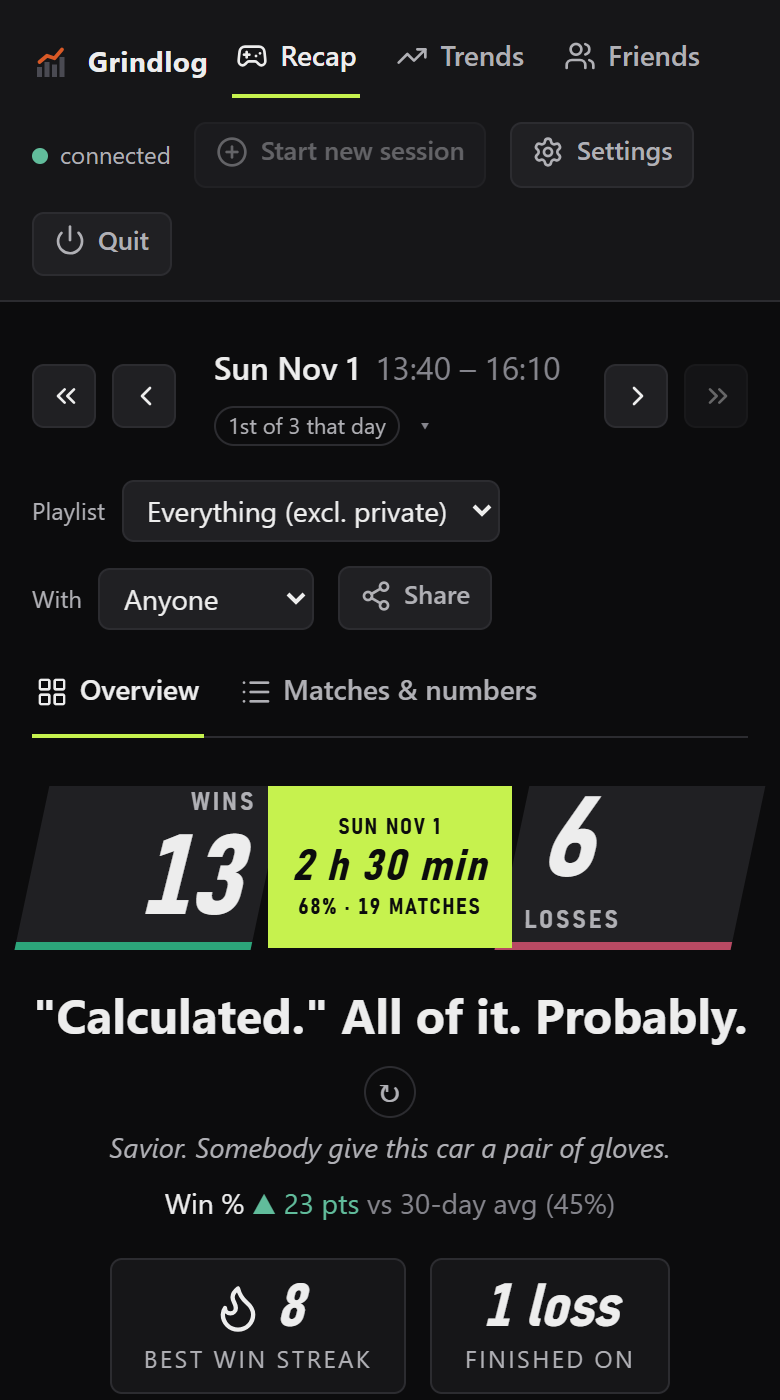 Grindlog Recap Trends Friends
connected Start new session Settings
Quit
Sun Nov 1 13:40 – 16:10
1st of 3 that day
Playlist Everything (excl. private)
With Anyone Share
Overview Matches & numbers
WINS
13
SUN NOV 1
2 h 30 min
68% · 19 MATCHES
6
LOSSES
"Calculated." All of it. Probably.
Savior. Somebody give this car a pair of gloves.
Win % ▲ 23 pts vs 30-day avg (45%)
8
BEST WIN STREAK
1 loss
FINISHED ON